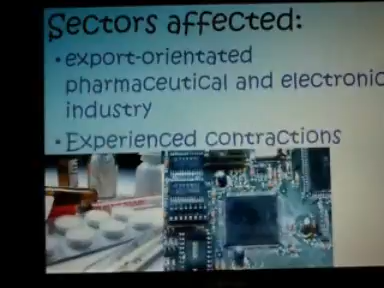 Sectors affected:
• export-orientated
pharmaceutical and electronic
industry
• Experienced contractions